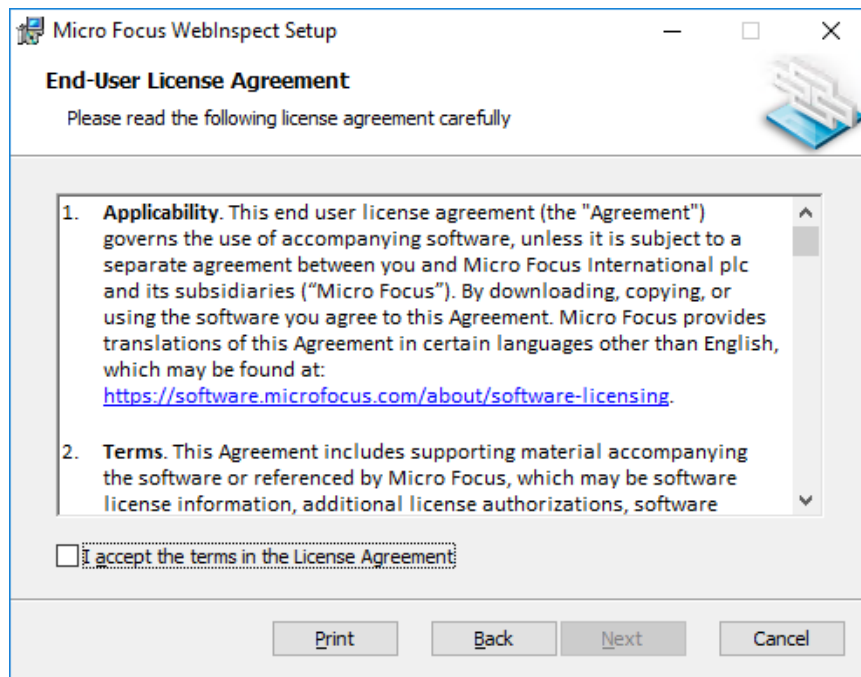 Micro Focus WebInspect Setup
End-User License Agreement
Please read the following license agreement carefully
1. Applicability. This end user license agreement (the "Agreement")
governs the use of accompanying software, unless it is subject to a
separate agreement between you and Micro Focus International plc
and its subsidiaries (“Micro Focus”). By downloading, copying, or
using the software you agree to this Agreement. Micro Focus provides
translations of this Agreement in certain languages other than English,
which may be found at:
https://software.microfocus.com/about/software-licensing.
2. Terms. This Agreement includes supporting material accompanying
the software or referenced by Micro Focus, which may be software
license information, additional license authorizations, software
I accept the terms in the License Agreement
Print Back Next Cancel